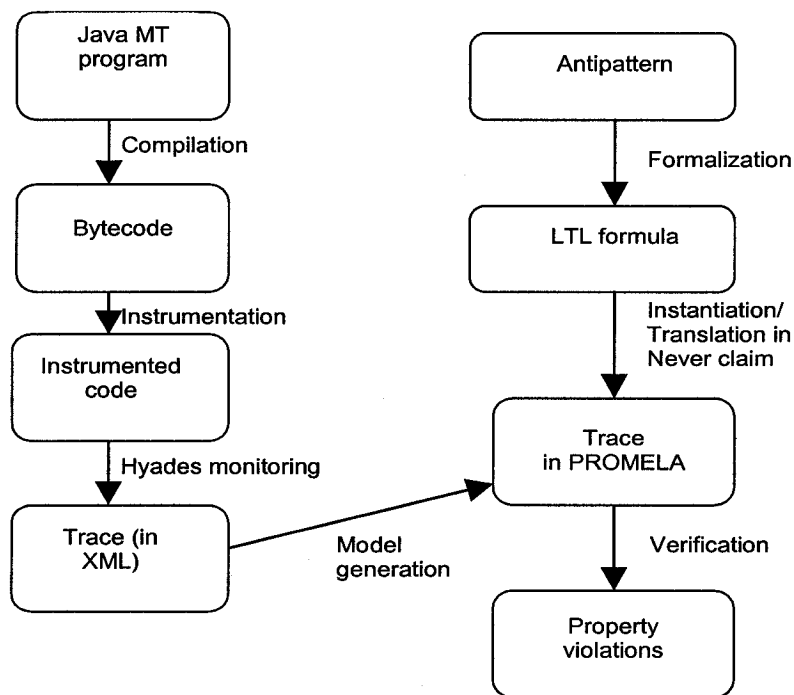 Java MT
program
Compilation
Bytecode
Instrumentation
Instrumented
code
Hyades monitoring
Trace (in
XML)
Model
generation
Antipattern
Formalization
LTL formula
Instantiation/
Translation in
Never claim
Trace
in PROMELA
Verification
Property
violations